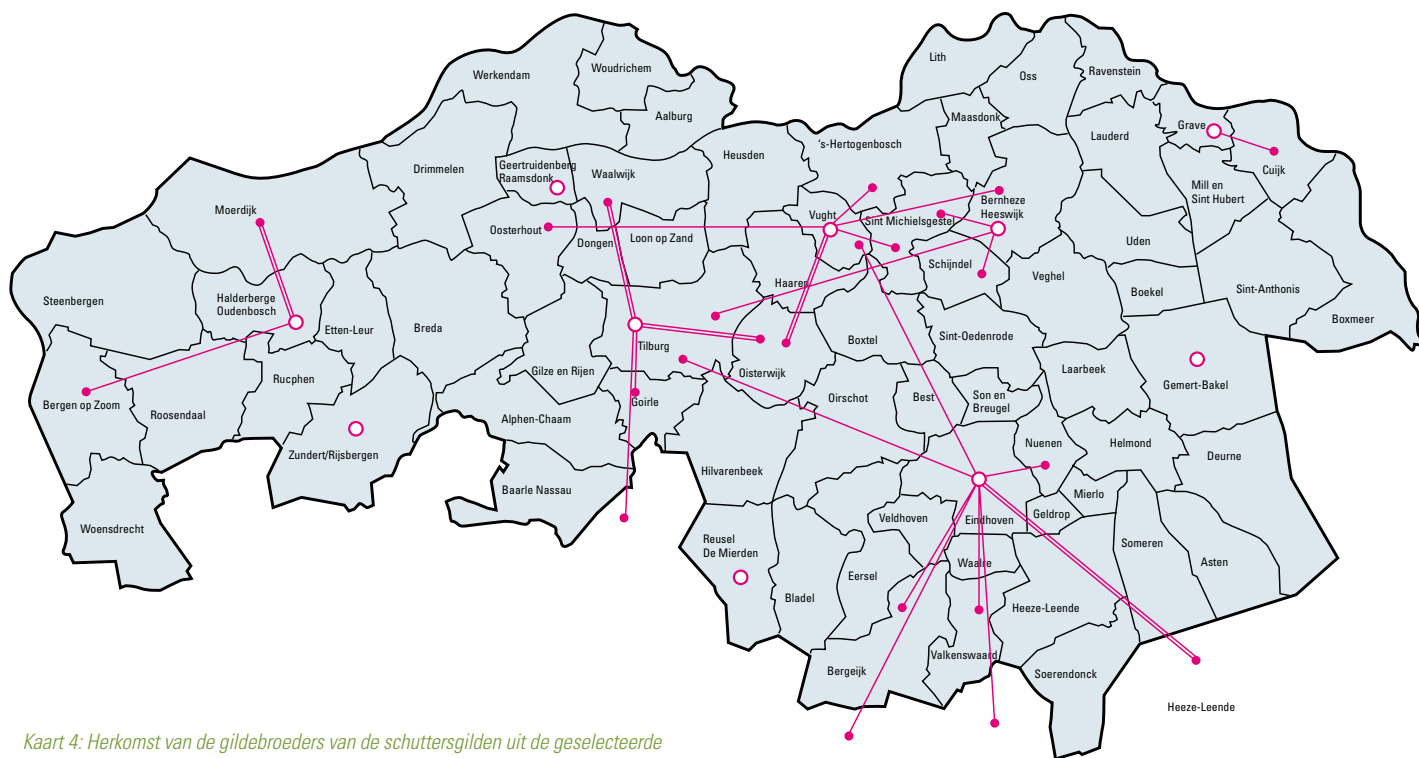 Woudrichem
Werkendam
Lith
Oss
Ravenstein
Aalburg
Maasdonk
Grave
's-Hertogenbosch
Lauderd
Heusden
Drimmelen
Geertruidenberg
Raamsdonk
Waalwijk
Cuijk
Mill en
Sint Hubert
Bernheze
Heeswijk
Moerdijk
Vught
Sint Michielsgestel
Oosterhout
Dongen
Loon op Zand
Uden
Schijndel
Veghel
Haaren
Boekel
Sint-Anthonis
Steenbergen
Halderberge
Oudenbosch
Etten-Leur
Breda
Boxmeer
Sint-Oedenrode
Boxtel
Tilburg
Gilze en Rijen
Oisterwijk
Laarbeek
Gemert-Bakel
Rucphen
Oirschot
Best
Son en
Breugel
Bergen op Zoom
Roosendaal
Goirle
Alphen-Chaam
Nuenen
Helmond
Deurne
Zundert/Rijsbergen
Hilvarenbeek
Baarle Nassau
Mierlo
Geldrop
Woensdrecht
Veldhoven
Eindhoven
Reusel
De Mierden
Someren
Asten
Waalre
Eersel
Bladel
Heeze-Leende
Valkenswaard
Bergeijk
Soerendonck
Heeze-Leende
Kaart 4: Herkomst van de gildebroeders van de schuttersgilden uit de geselecteerde